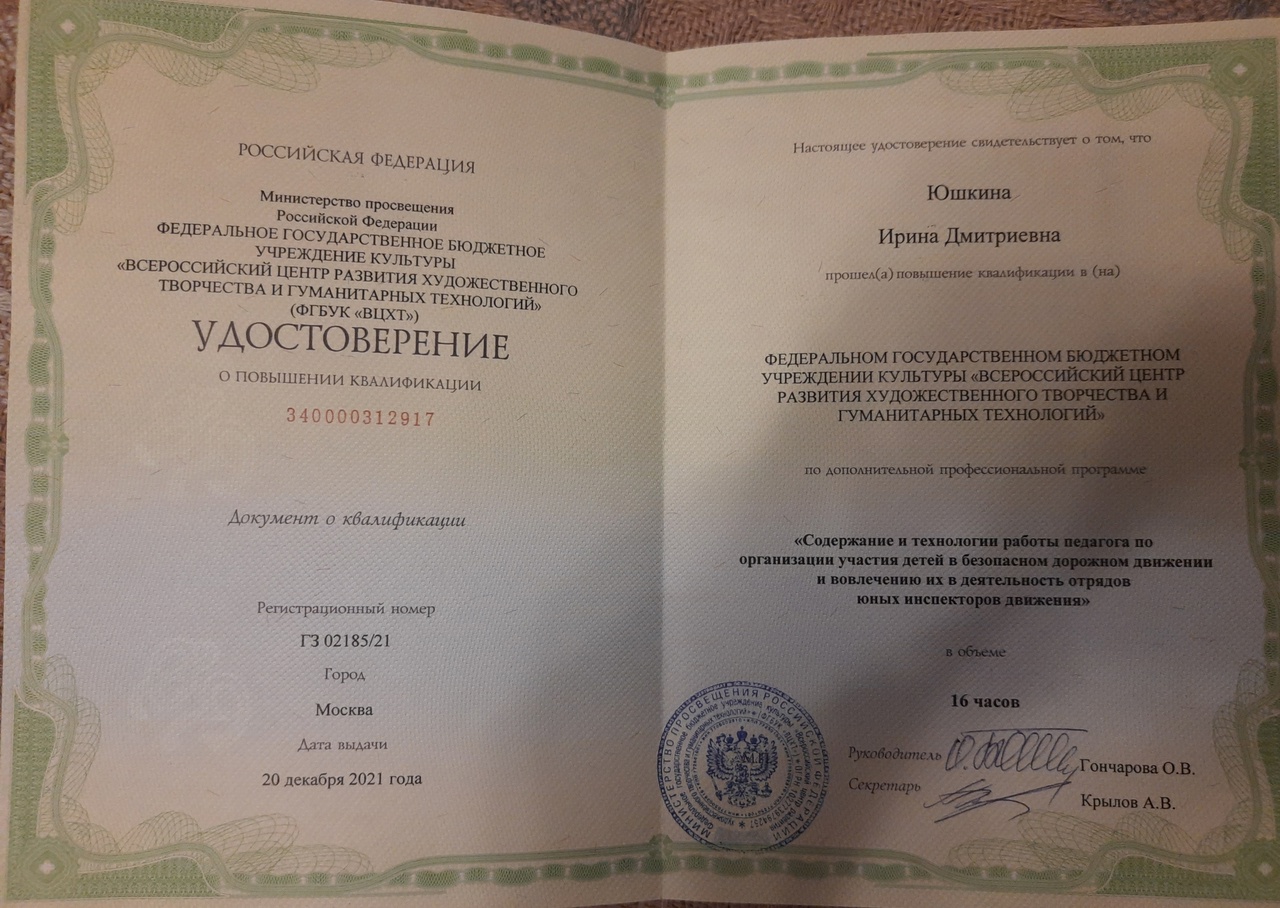 РОССИЙСКАЯ ФЕДЕРАЦИЯ
Министерство просвещения
Российской Федерации
ФЕДЕРАЛЬНОЕ ГОСУДАРСТВЕННОЕ БЮДЖЕТНОЕ
УЧРЕЖДЕНИЕ КУЛЬТУРЫ
«ВСЕРОССИЙСКИЙ ЦЕНТР РАЗВИТИЯ ХУДОЖЕСТВЕННОГО
ТВОРЧЕСТВА И ГУМАНИТАРНЫХ ТЕХНОЛОГИЙ»
(ФГБУК «ВЦХТ»)
УДОСТОВЕРЕНИЕ
О ПОВЫШЕНИИ КВАЛИФИКАЦИИ
340000312917
Документ о квалификации
Регистрационный номер
ГЗ 02185/21
Город
Москва
Дата выдачи
20 декабря 2021 года
Настоящее удостоверение свидетельствует о том, что
Юшкина
Ирина Дмитриевна
прошел(а) повышение квалификации в (на)
ФЕДЕРАЛЬНОМ ГОСУДАРСТВЕННОМ БЮДЖЕТНОМ
УЧРЕЖДЕНИИ КУЛЬТУРЫ «ВСЕРОССИЙСКИЙ ЦЕНТР
РАЗВИТИЯ ХУДОЖЕСТВЕННОГО ТВОРЧЕСТВА И
ГУМАНИТАРНЫХ ТЕХНОЛОГИЙ»
по дополнительной профессиональной программе
«Содержание и технологии работы педагога по
организации участия детей в безопасном дорожном движении
и вовлечению их в деятельность отрядов
юных инспекторов движения»
в объеме
16 часов
Руководитель
Гончарова О.В.
Секретарь
Крылов А.В.
МИНИСТЕРСТВО ПРОСВЕЩЕНИЯ РОССИЙСКОЙ ФЕДЕРАЦИИ